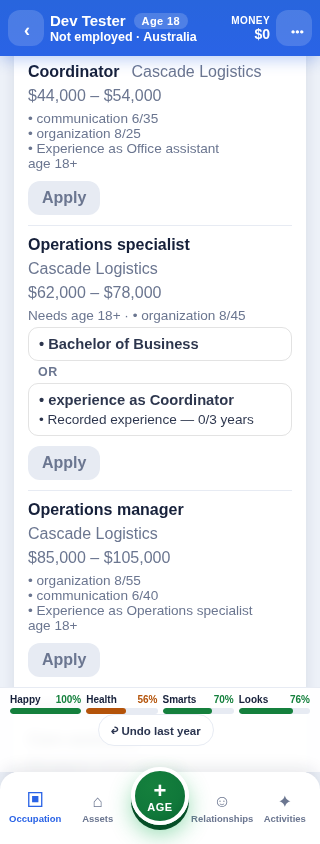 Dev Tester Age 18
Not employed · Australia
MONEY
$0
Coordinator Cascade Logistics
$44,000 – $54,000
• communication 6/35
• organization 8/25
• Experience as Office assistant
age 18+
Apply
Operations specialist
Cascade Logistics
$62,000 – $78,000
Needs age 18+ · • organization 8/45
• Bachelor of Business
OR
• experience as Coordinator
• Recorded experience — 0/3 years
Apply
Operations manager
Cascade Logistics
$85,000 – $105,000
• organization 8/55
• communication 6/40
• Experience as Operations specialist
age 18+
Apply
Happy 100% Health 56% Smarts 70% Looks 76%
Undo last year
+
AGE
Occupation Assets Relationships Activities